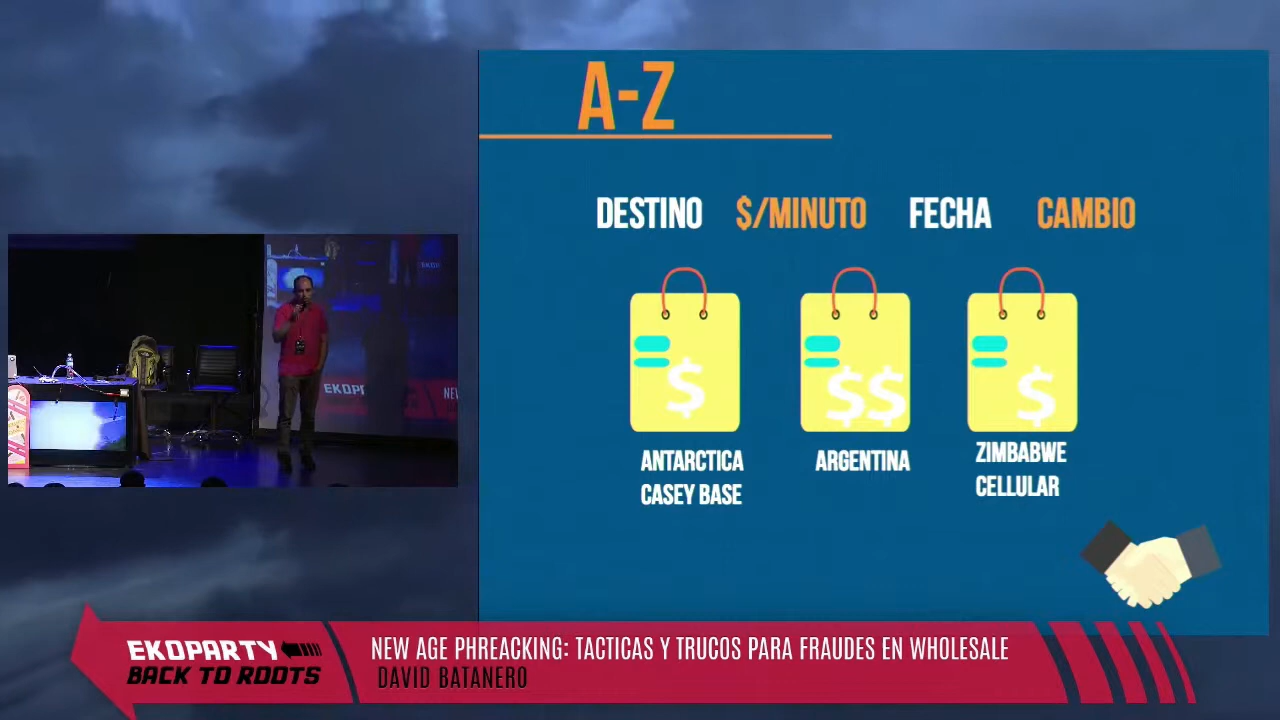 A-Z
DESTINO $/MINUTO FECHA CAMBIO
$ $$ $
ANTARCTICA
CASEY BASE
ARGENTINA
ZIMBABWE
CELLULAR
EKOPARTY
BACK TO ROOTS
NEW AGE PHREACKING: TACTICAS Y TRUCOS PARA FRAUDES EN WHOLESALE
DAVID BATANERO